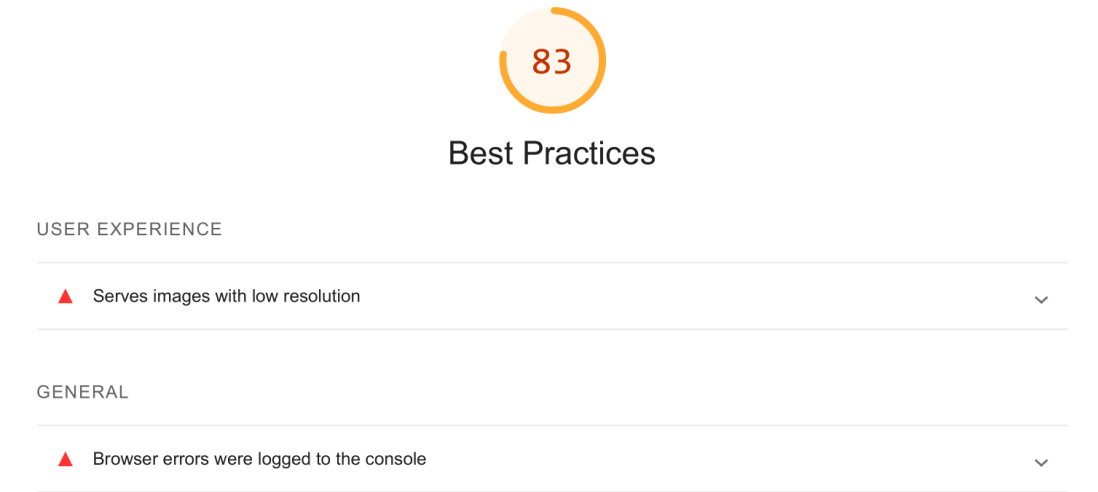 83
Best Practices
USER EXPERIENCE
Serves images with low resolution
GENERAL
Browser errors were logged to the console